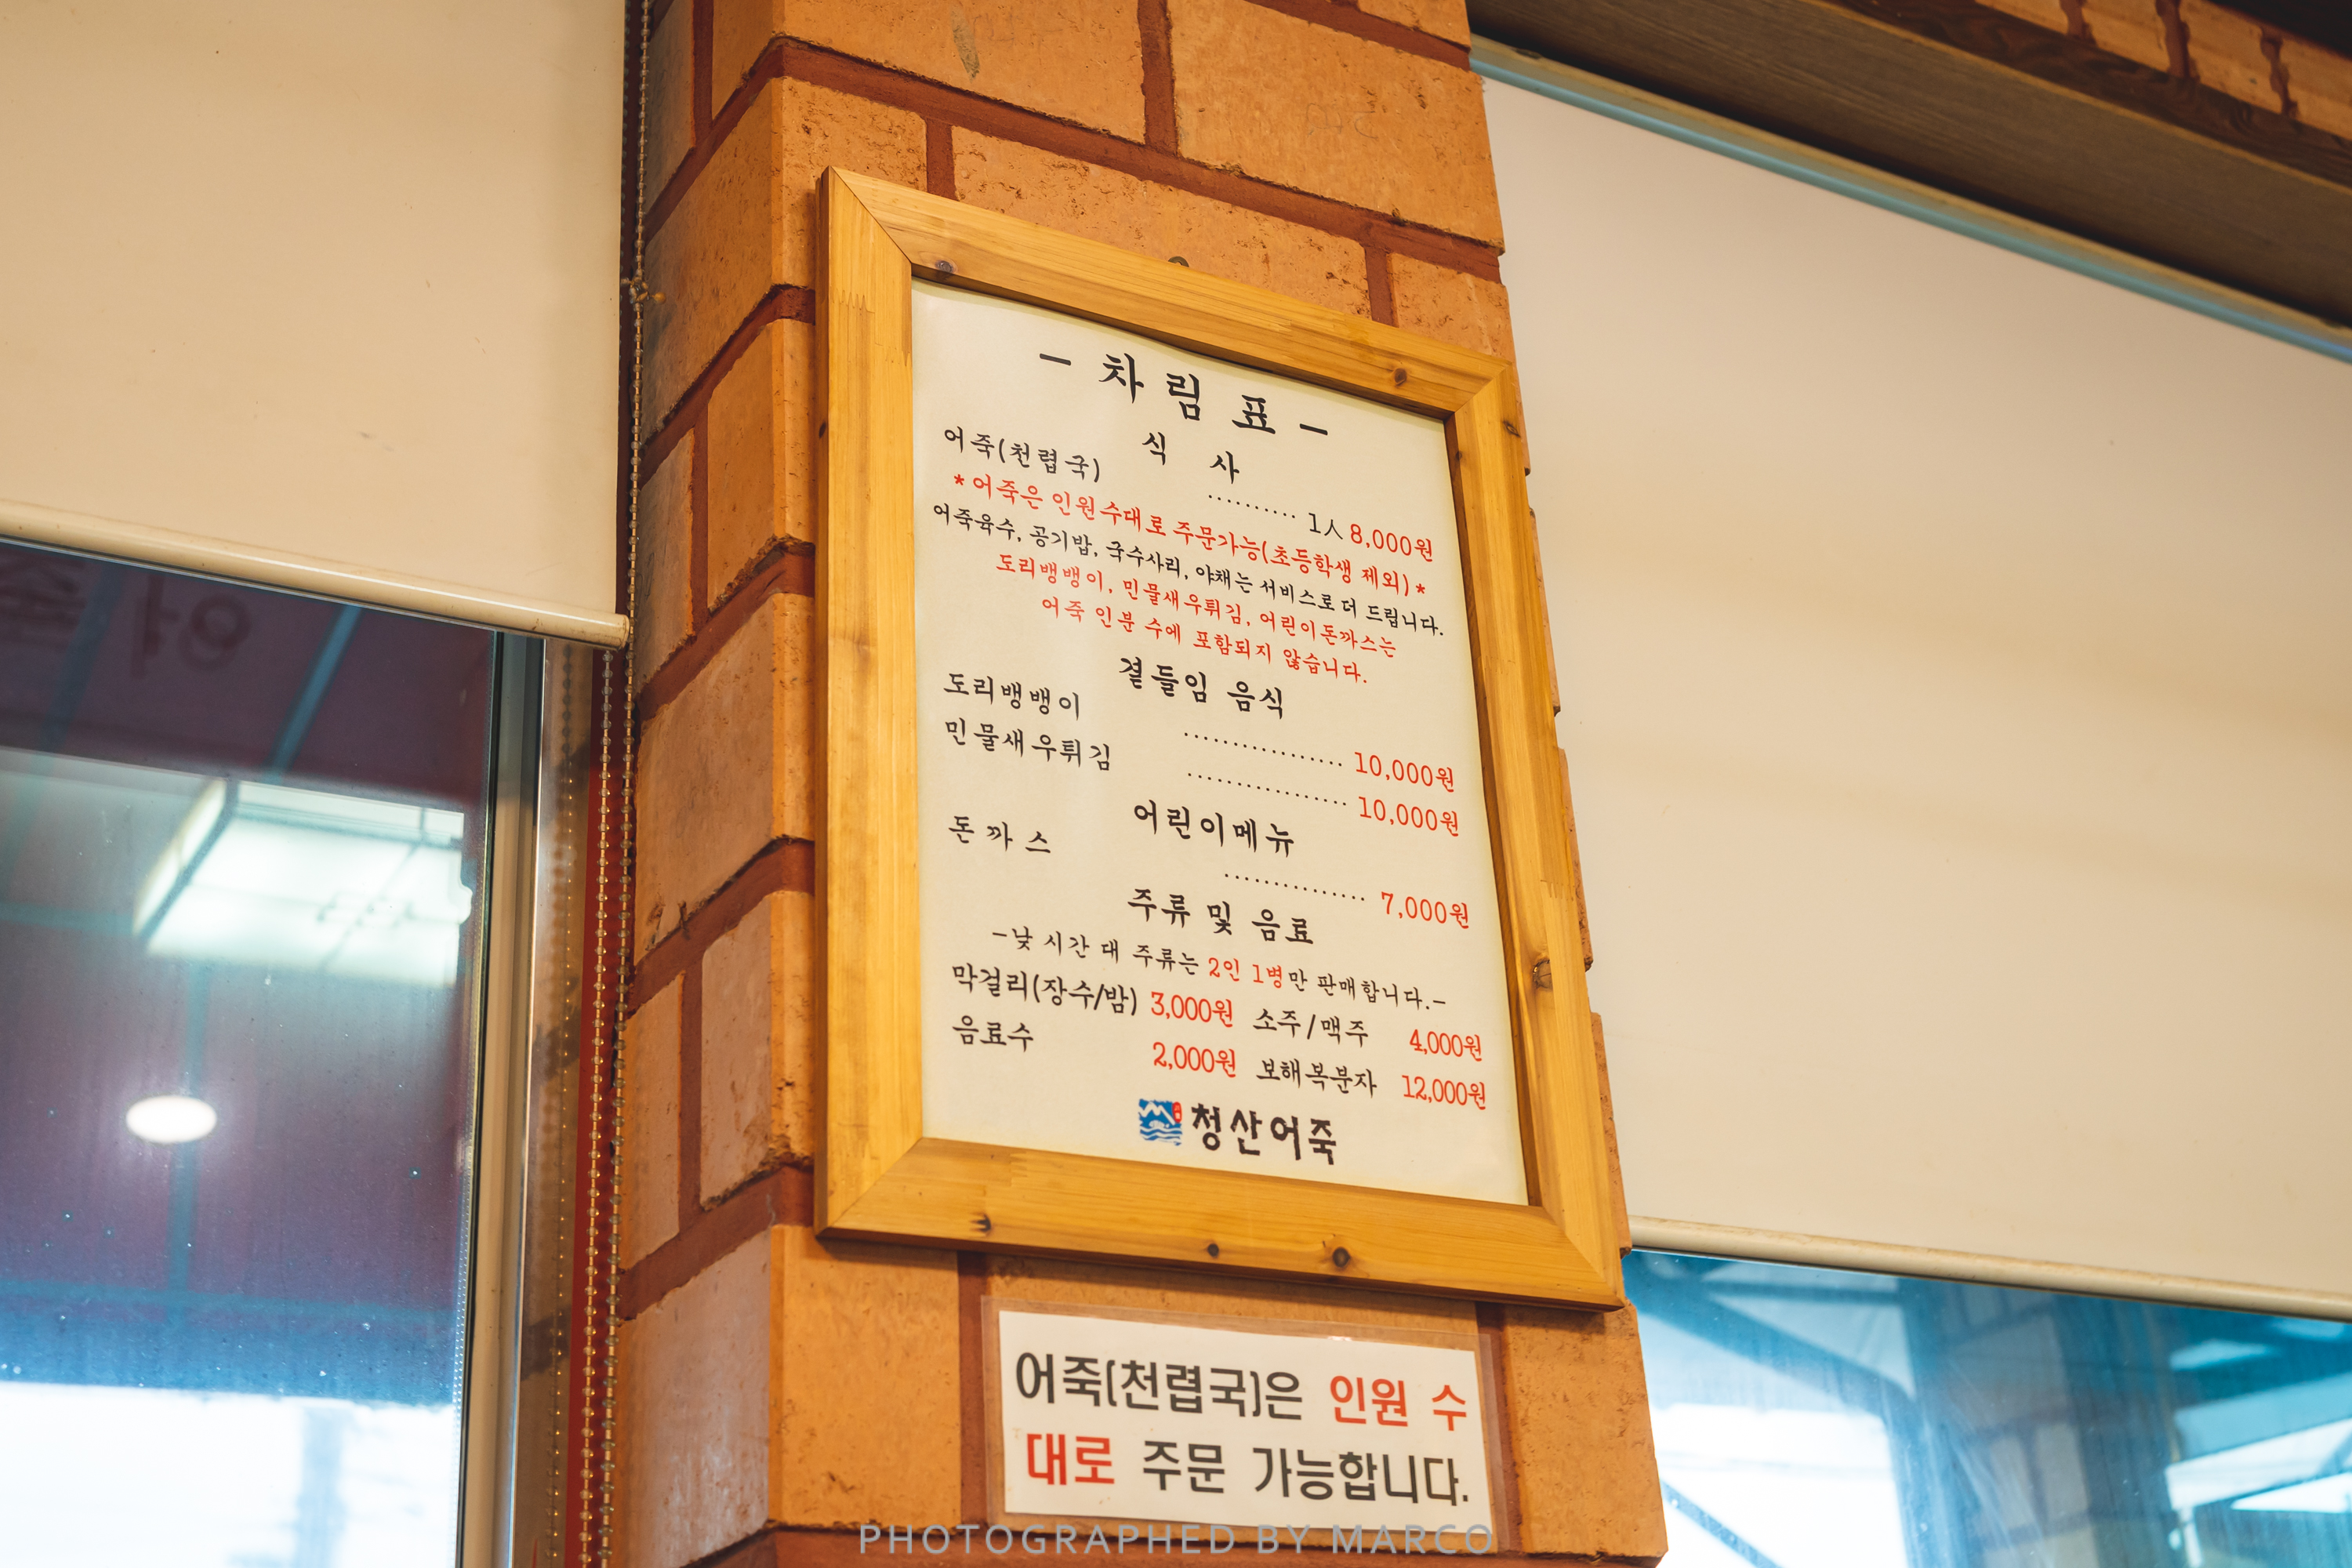 - 차림표 -
식 사
어죽(천렵국) ·········· 1人 8,000원
* 어죽은 인원수대로 주문가능(초등학생 제외) *
어죽육수, 공기밥, 국수사리, 야채는 서비스로 더 드립니다.
도리뱅뱅이, 민물새우튀김, 어린이돈까스는
어죽 인분 수에 포함되지 않습니다.
곁들임 음식
도리뱅뱅이 ················ 10,000원
민물새우튀김 ················ 10,000원
어린이메뉴
돈 까 스 ·············· 7,000원
주류 및 음료
-낮 시간 대 주류는 2인 1병만 판매합니다.-
막걸리(장수/밤) 3,000원 소주/맥주 4,000원
음료수 2,000원 보해복분자 12,000원
청산어죽
어죽(천렵국)은 인원 수
대로 주문 가능합니다.
PHOTOGRAPHED BY MARCO